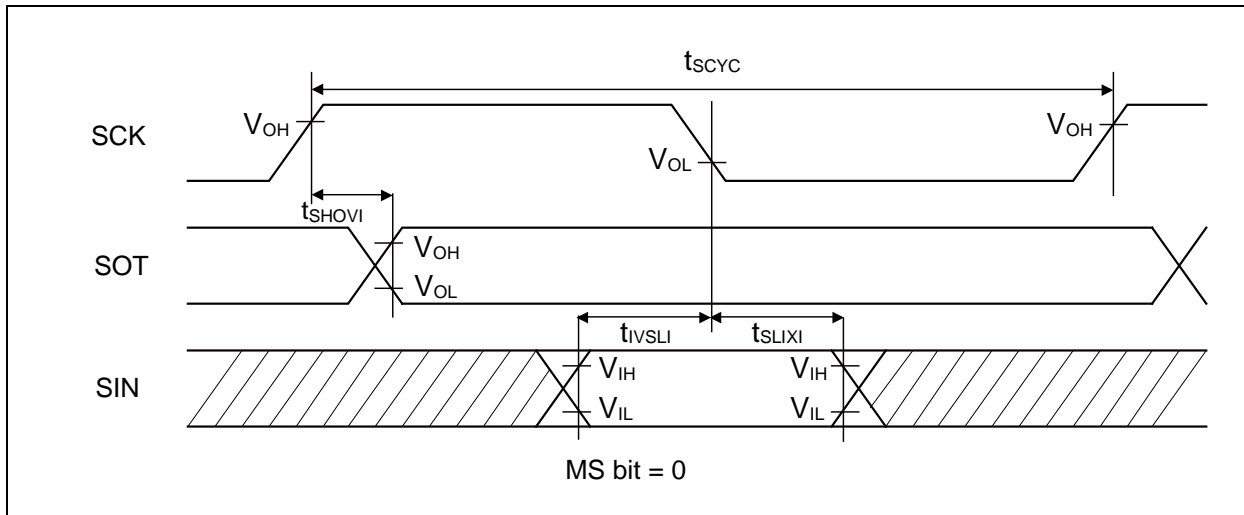 tSCYC
SCK
VOH
VOL
VOH
tSHOVI
SOT
VOH
VOL
tIVSLI
tSLIXI
SIN
VIH
VIL
VIH
VIL
MS bit = 0